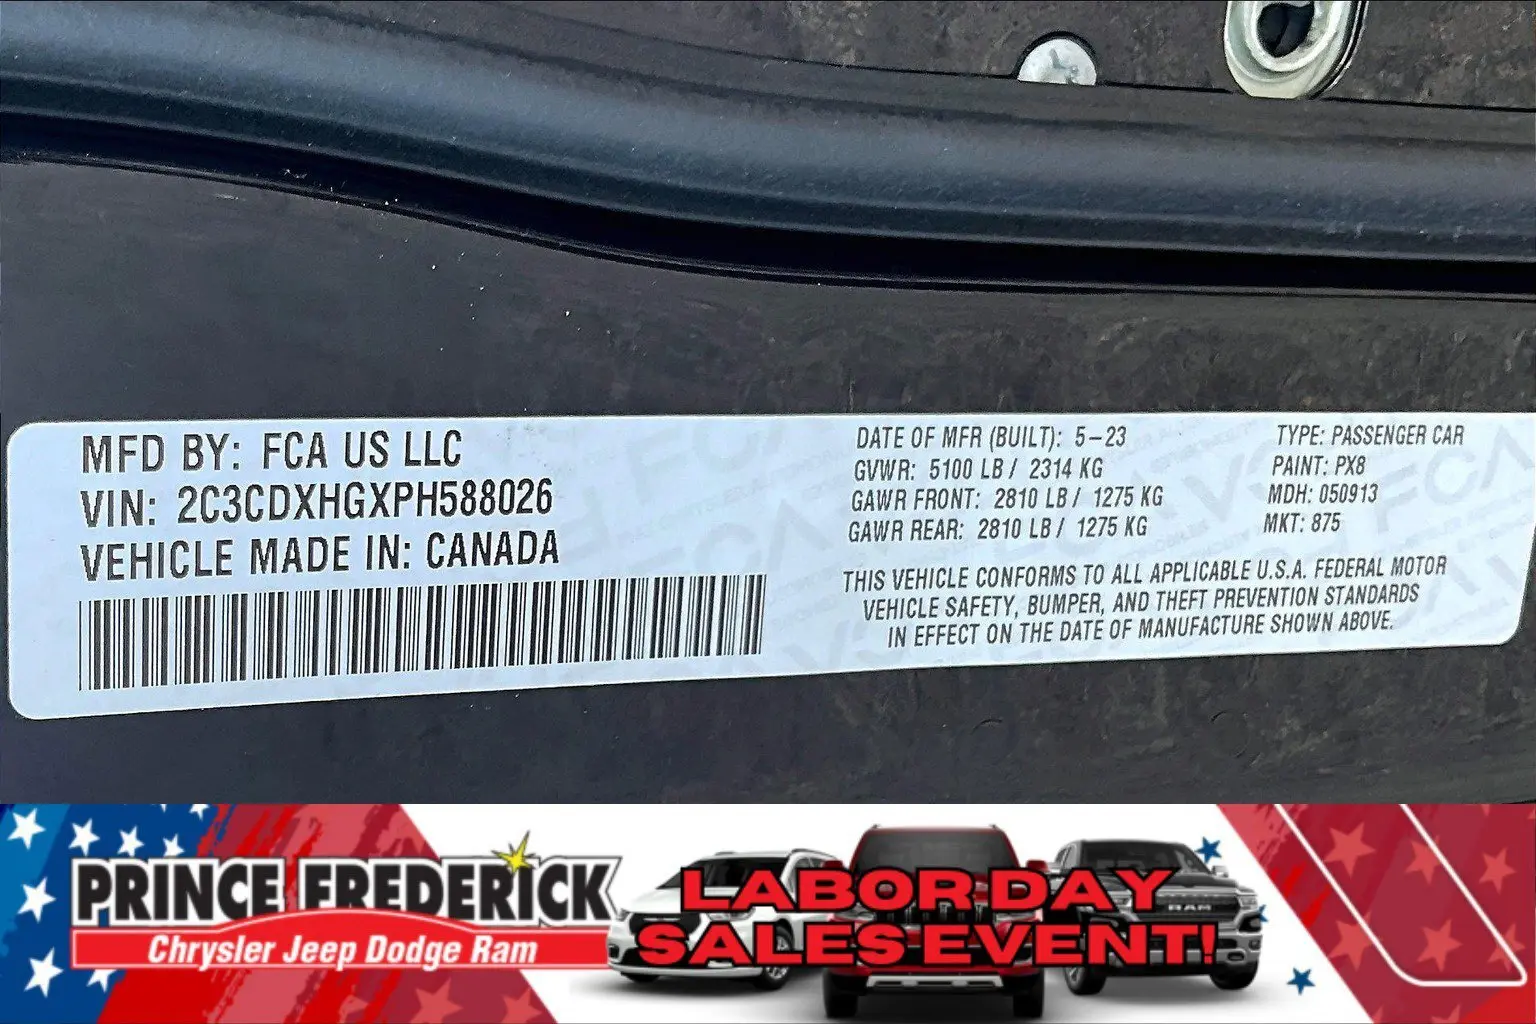 MFD BY: FCA US LLC
VIN: 2C3CDXHGXPH588026
VEHICLE MADE IN: CANADA
DATE OF MFR (BUILT): 5-23
GVWR: 5100 LB / 2314 KG
GAWR FRONT: 2810 LB / 1275 KG
GAWR REAR: 2810 LB / 1275 KG
TYPE: PASSENGER CAR
PAINT: PX8
MDH: 050913
MKT: 875
THIS VEHICLE CONFORMS TO ALL APPLICABLE U.S.A. FEDERAL MOTOR
VEHICLE SAFETY, BUMPER, AND THEFT PREVENTION STANDARDS
IN EFFECT ON THE DATE OF MANUFACTURE SHOWN ABOVE.
PRINCE FREDERICK
Chrysler Jeep Dodge Ram
LABOR DAY
SALES EVENT!
RAM